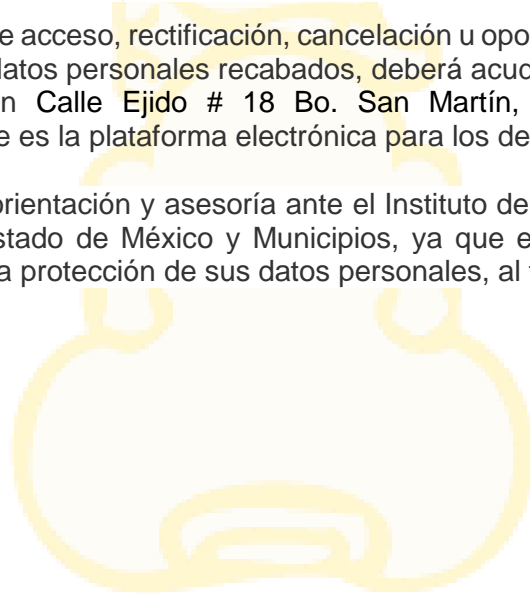 e acceso, rectificación, cancelación u opo
latos personales recabados, deberá acud
n Calle Ejido # 18 Bo. San Martín,
e es la plataforma electrónica para los de
orientación y asesoría ante el Instituto de
stado de México y Municipios, ya que e
a protección de sus datos personales, al